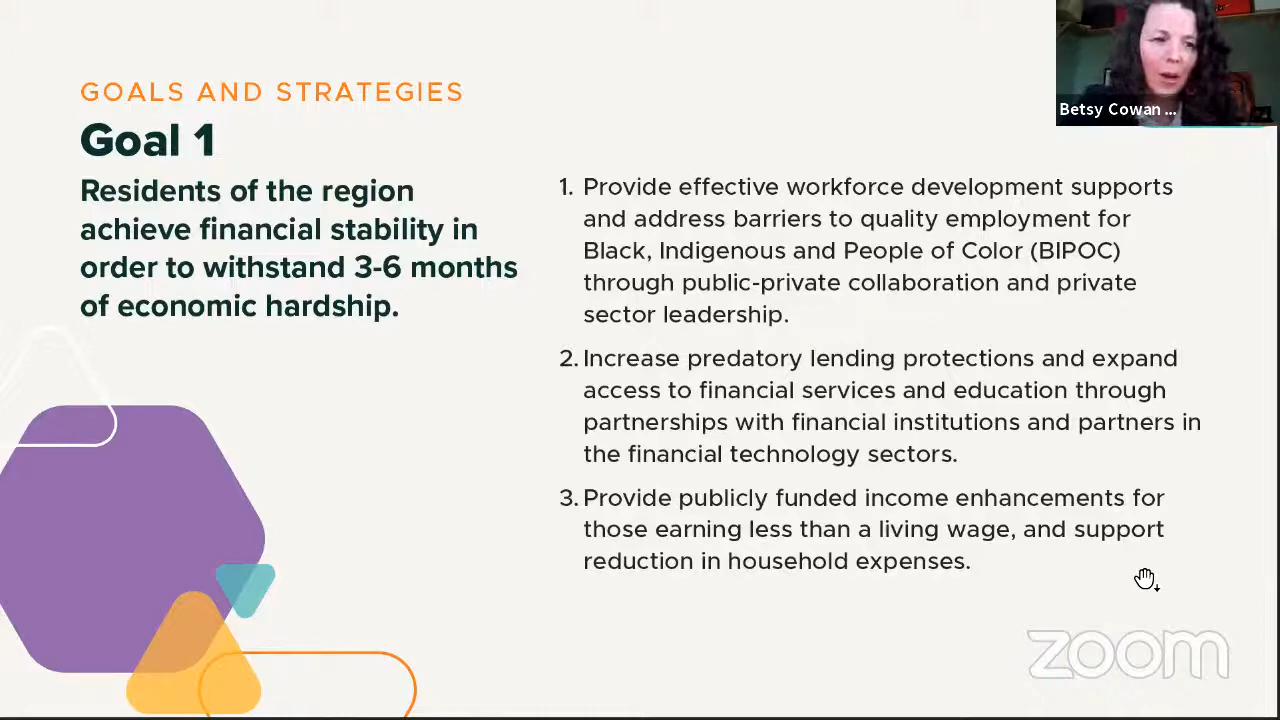 GOALS AND STRATEGIES
Goal 1
Residents of the region
achieve financial stability in
order to withstand 3-6 months
of economic hardship.
1. Provide effective workforce development supports
and address barriers to quality employment for
Black, Indigenous and People of Color (BIPOC)
through public-private collaboration and private
sector leadership.
2. Increase predatory lending protections and expand
access to financial services and education through
partnerships with financial institutions and partners in
the financial technology sectors.
3. Provide publicly funded income enhancements for
those earning less than a living wage, and support
reduction in household expenses.
Betsy Cowan ...
zoom